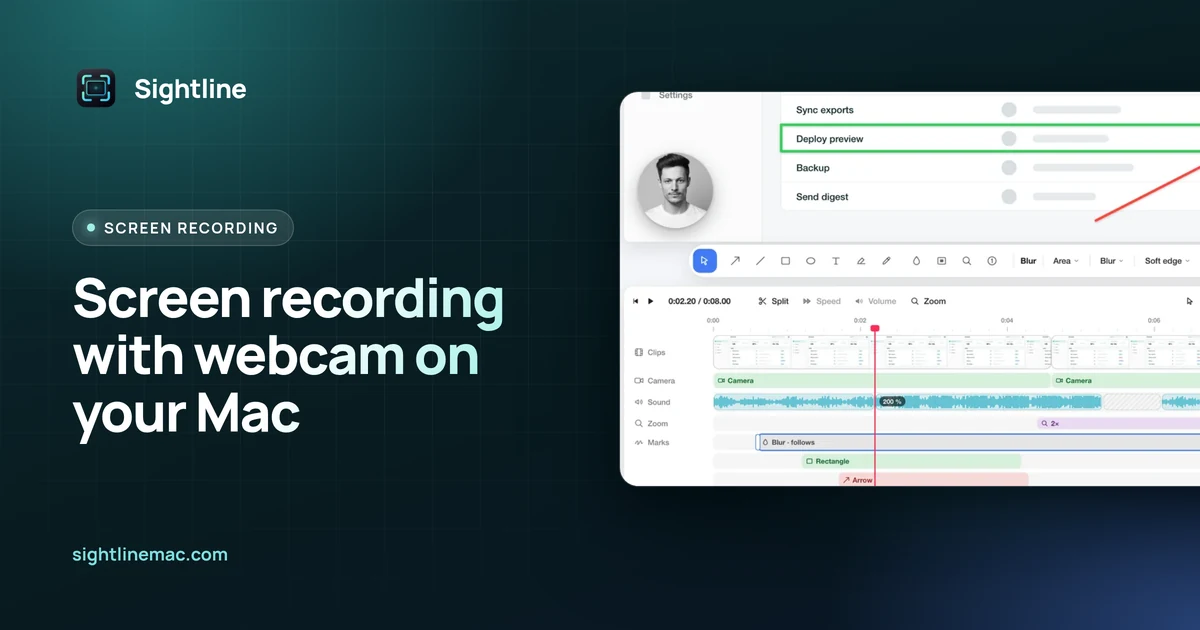 Sightline
SCREEN RECORDING
Screen recording
with webcam on
your Mac
sightlinemac.com
Settings
Sync exports
Deploy preview
Backup
Send digest
T
1
Blur
Area
Blur
Soft edge
0:02.20 / 0:08.00
Split
Speed
Volume
Zoom
0:00
0:02
0:04
0:06
Clips
Camera
Camera
Camera
Sound
200 %
Zoom
2×
Marks
Blur · follows
Rectangle
Arrow